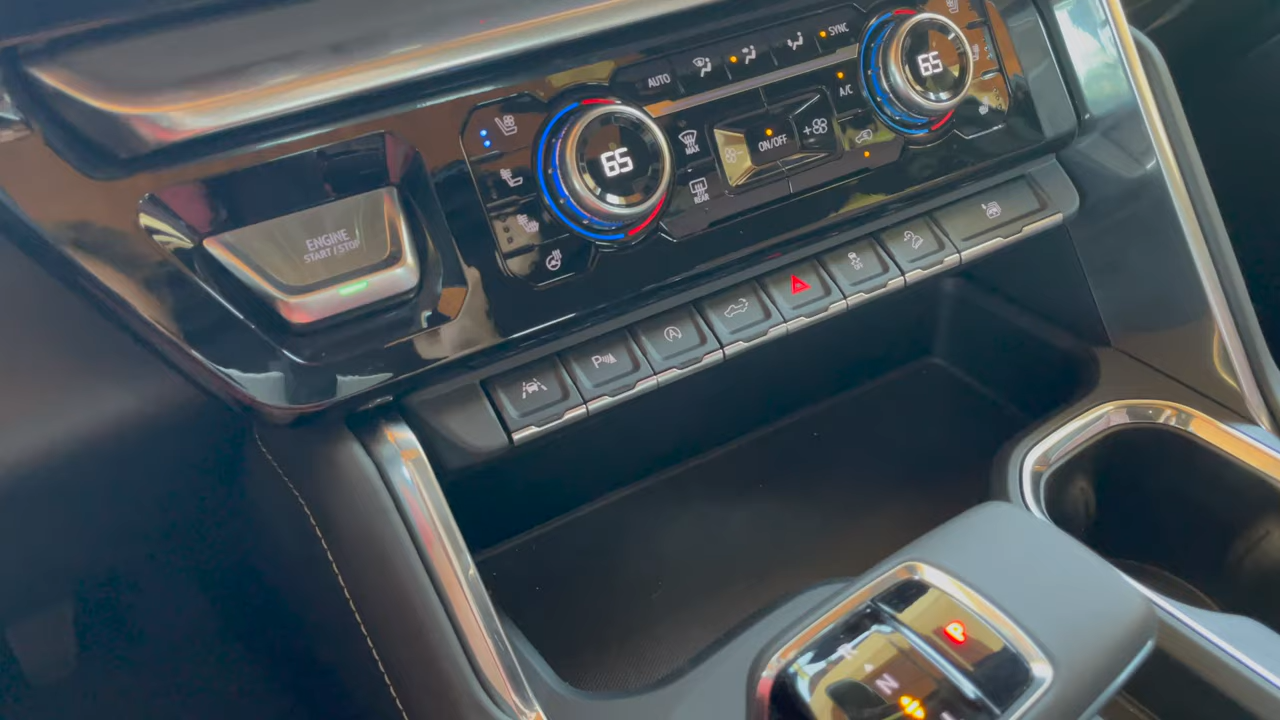 SYNC
AUTO
65
A/C
65
MAX
ON/OFF
REAR
ENGINE
START / STOP
P
A
P
R
N